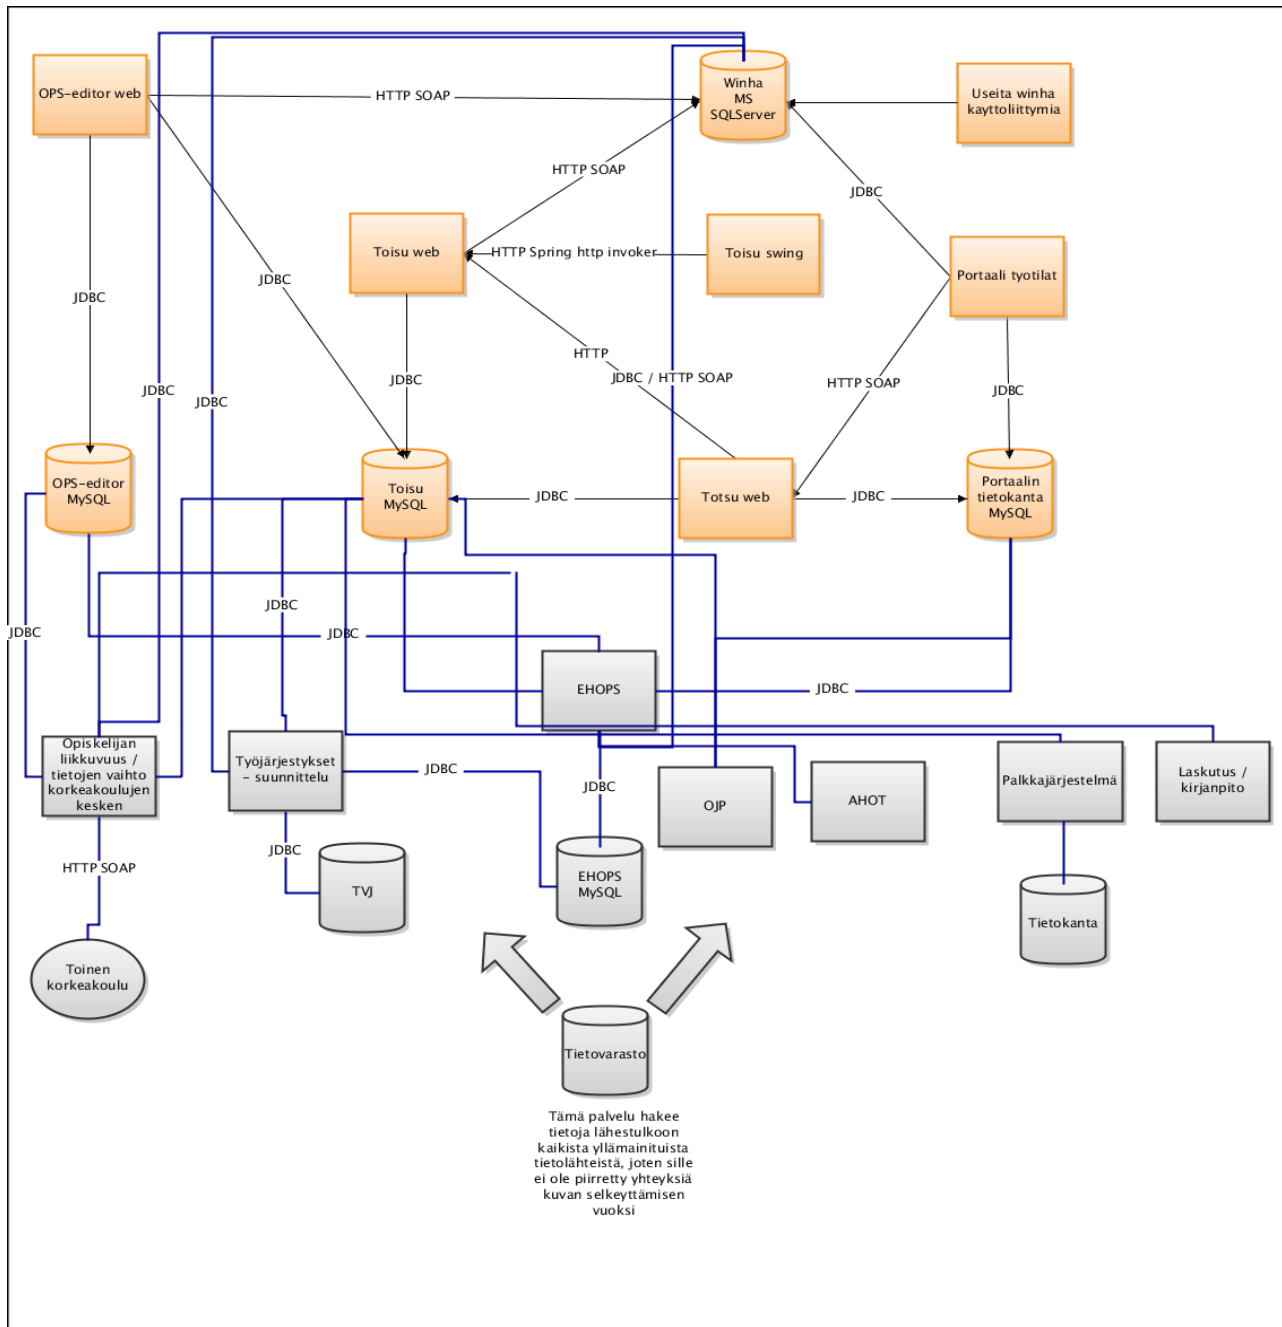 OPS-editor web
HTTP SOAP
Winha
MS
SQLServer
Useita winha
kayttoliittymia
HTTP SOAP
JDBC
Toisu web
HTTP Spring http invoker
Toisu swing
Portaali tyotilat
JDBC
JDBC
HTTP
JDBC / HTTP SOAP
JDBC
HTTP SOAP
JDBC
JDBC
JDBC
OPS-editor
MySQL
Toisu
MySQL
JDBC
Totsu web
JDBC
Portaalin
tietokanta
MySQL
JDBC
JDBC
JDBC
EHOPS
JDBC
Opiskelijan
liikkuvuus /
tietojen vaihto
korkeakoulujen
kesken
Työjärjestykset
- suunnittelu
JDBC
JDBC
OJP
AHOT
Palkkajärjestelmä
Laskutus /
kirjanpito
HTTP SOAP
JDBC
TVJ
EHOPS
MySQL
Tietokanta
Toinen
korkeakoulu
Tietovarasto
Tämä palvelu hakee
tietoja lähestulkoon
kaikista yllämainituista
tietolähteistä, joten sille
ei ole piirretty yhteyksiä
kuvan selkeyttämisen
vuoksi